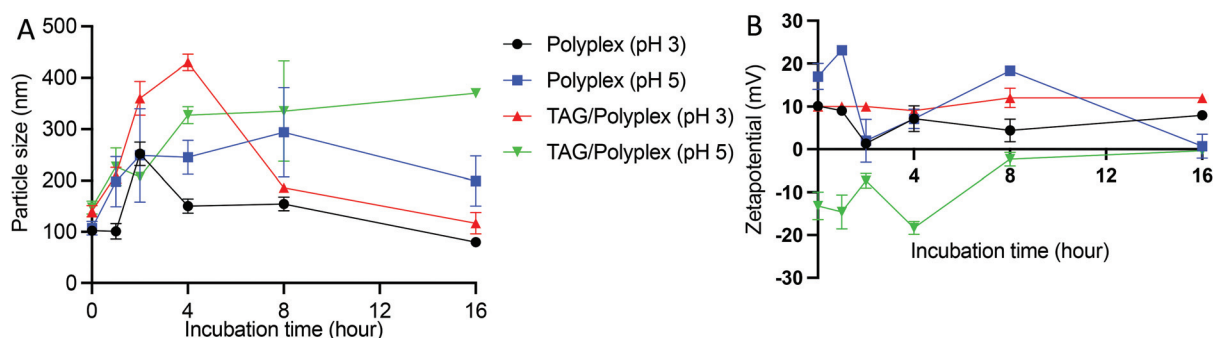 A
500
400
300
200
100
0
Particle size (nm)
0
4
8
12
16
Incubation time (hour)
Polyplex (pH 3)
Polyplex (pH 5)
TAG/Polyplex (pH 3)
TAG/Polyplex (pH 5)
B
30
20
10
0
-10
-20
-30
Zetapotential (mV)
4
8
12
16
Incubation time (hour)